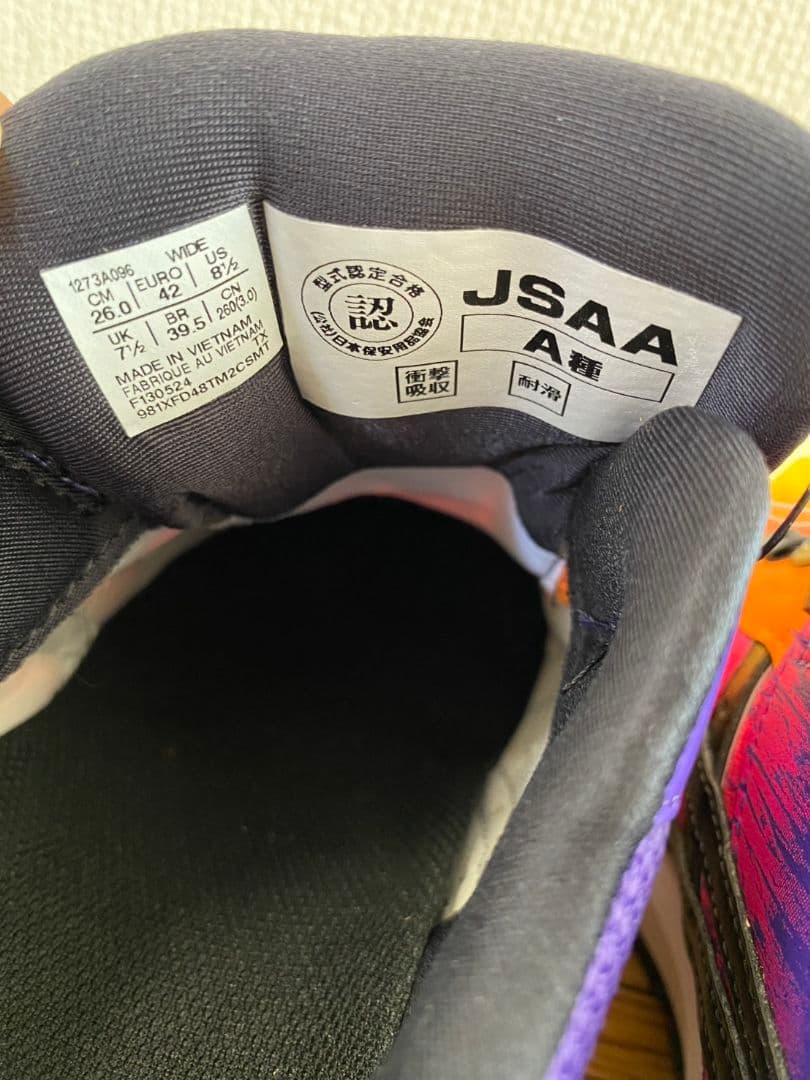 1273A096 WIDE
CM EURO US
26.0 42 8½
UK BR CN
7½ 39.5 260(3.0)
MADE IN VIETNAM
FABRIQUE AU VIETNAM
F130524 TX
981XFD48TM2CSMT
型式認定合格
認
(公社)日本保安用品協会
JSAA
A種
衝撃
吸収
耐滑